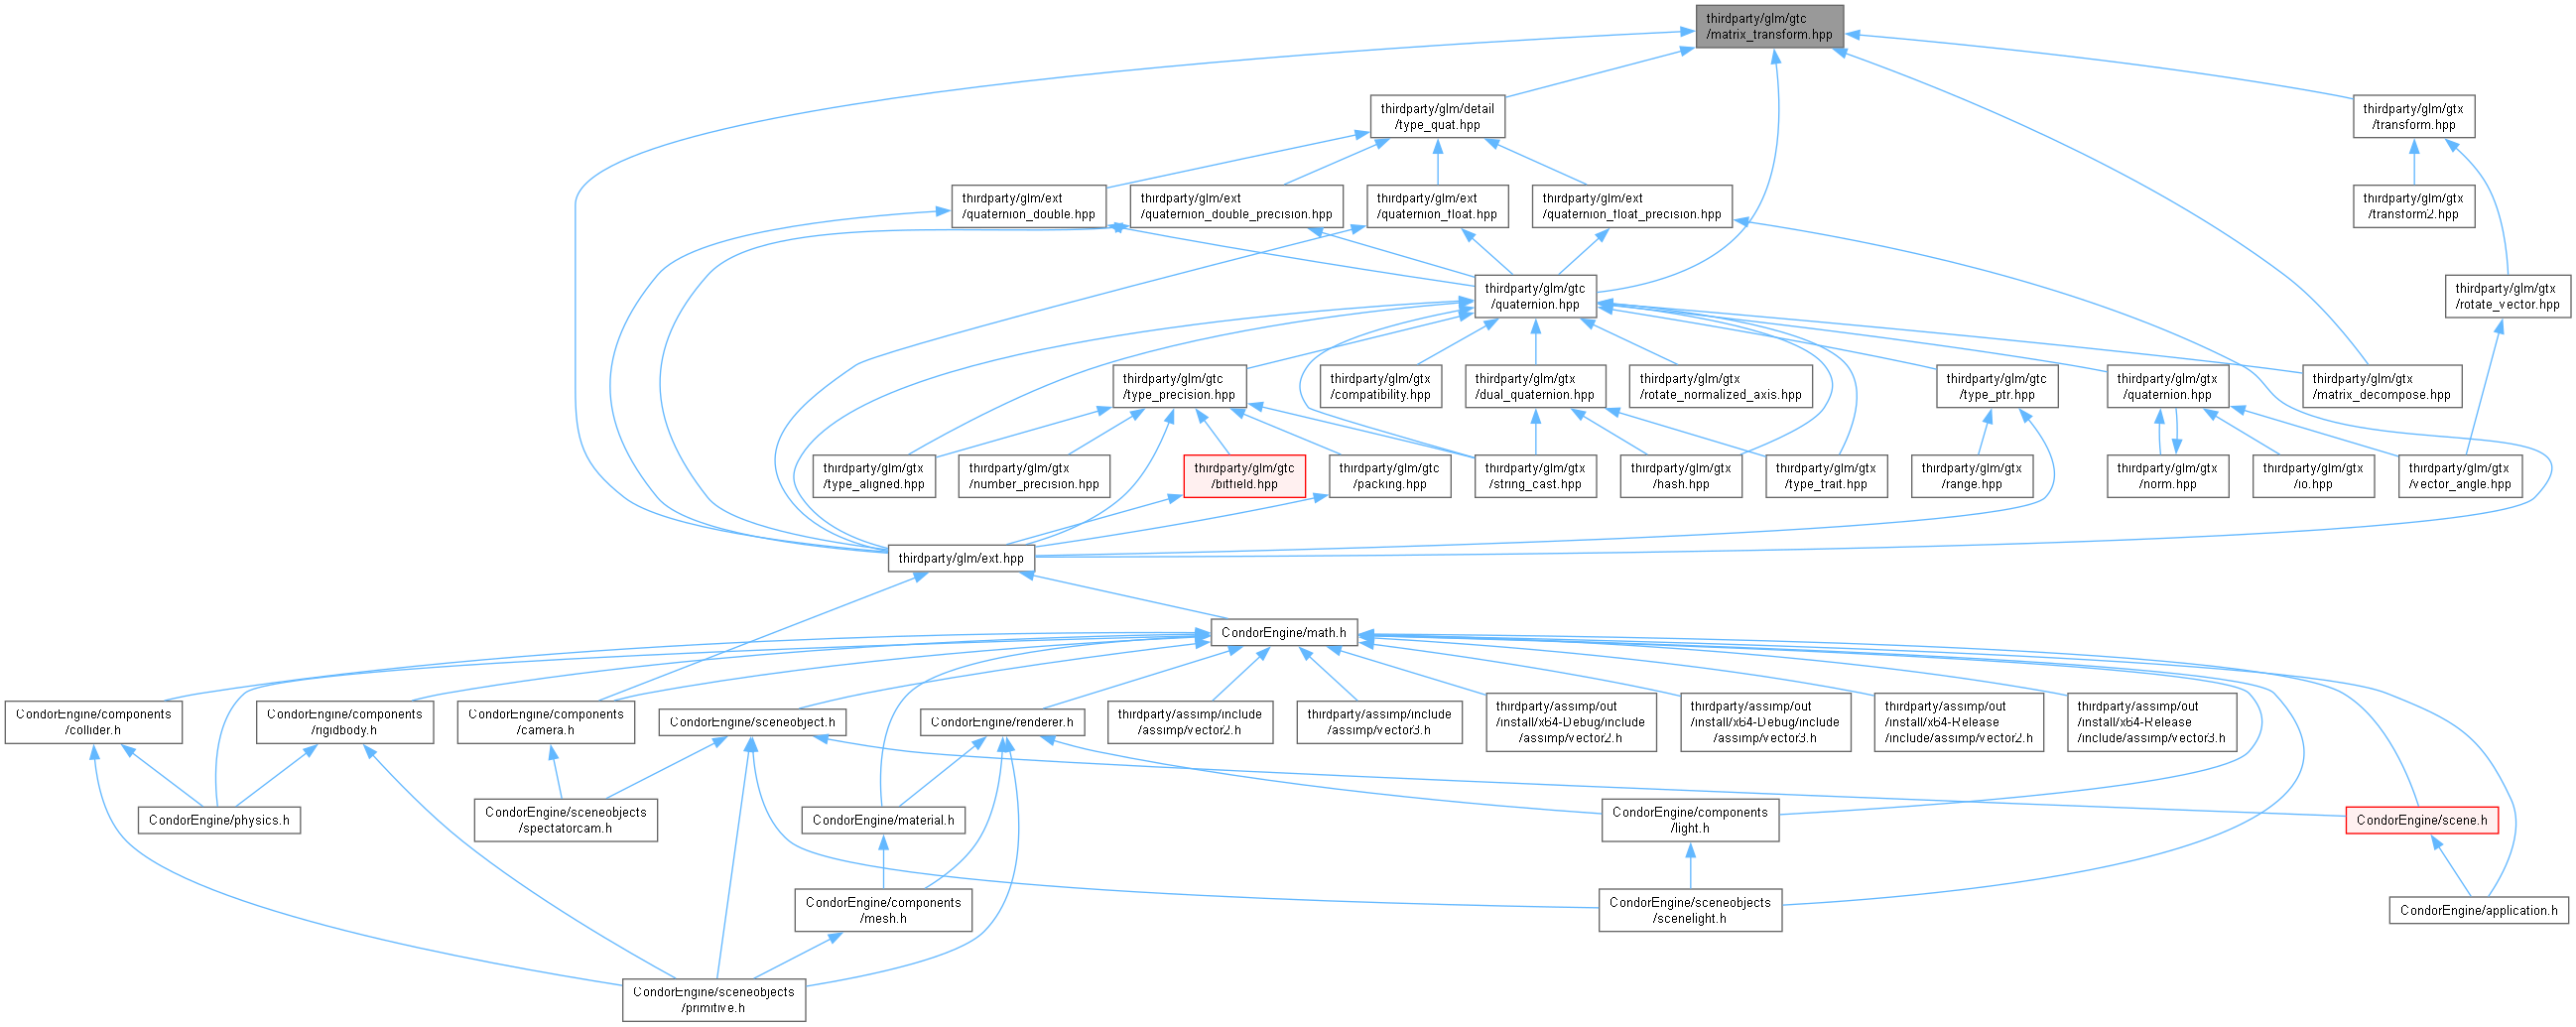 thirdparty/glm/gtc
/matrix_transform.hpp
thirdparty/glm/detail
/type_quat.hpp
thirdparty/glm/gtx
/transform.hpp
thirdparty/glm/ext
/quaternion_double.hpp
thirdparty/glm/ext
/quaternion_double_precision.hpp
thirdparty/glm/ext
/quaternion_float.hpp
thirdparty/glm/ext
/quaternion_float_precision.hpp
thirdparty/glm/gtx
/transform2.hpp
thirdparty/glm/gtc
/quaternion.hpp
thirdparty/glm/gtx
/rotate_vector.hpp
thirdparty/glm/gtc
/type_precision.hpp
thirdparty/glm/gtx
/compatibility.hpp
thirdparty/glm/gtx
/dual_quaternion.hpp
thirdparty/glm/gtx
/rotate_normalized_axis.hpp
thirdparty/glm/gtc
/type_ptr.hpp
thirdparty/glm/gtx
/quaternion.hpp
thirdparty/glm/gtx
/matrix_decompose.hpp
thirdparty/glm/gtx
/type_aligned.hpp
thirdparty/glm/gtx
/number_precision.hpp
thirdparty/glm/gtc
/bitfield.hpp
thirdparty/glm/gtc
/packing.hpp
thirdparty/glm/gtx
/string_cast.hpp
thirdparty/glm/gtx
/hash.hpp
thirdparty/glm/gtx
/type_trait.hpp
thirdparty/glm/gtx
/range.hpp
thirdparty/glm/gtx
/norm.hpp
thirdparty/glm/gtx
/io.hpp
thirdparty/glm/gtx
/vector_angle.hpp
thirdparty/glm/ext.hpp
CondorEngine/math.h
CondorEngine/components
/collider.h
CondorEngine/components
/rigidbody.h
CondorEngine/components
/camera.h
CondorEngine/sceneobject.h
CondorEngine/renderer.h
thirdparty/assimp/include
/assimp/vector2.h
thirdparty/assimp/include
/assimp/vector3.h
thirdparty/assimp/out
/install/x64-Debug/include
/assimp/vector2.h
thirdparty/assimp/out
/install/x64-Debug/include
/assimp/vector3.h
thirdparty/assimp/out
/install/x64-Release
/include/assimp/vector2.h
thirdparty/assimp/out
/install/x64-Release
/include/assimp/vector3.h
CondorEngine/physics.h
CondorEngine/sceneobjects
/spectatorcam.h
CondorEngine/material.h
CondorEngine/components
/light.h
CondorEngine/scene.h
CondorEngine/components
/mesh.h
CondorEngine/sceneobjects
/scenelight.h
CondorEngine/application.h
CondorEngine/sceneobjects
/primitive.h